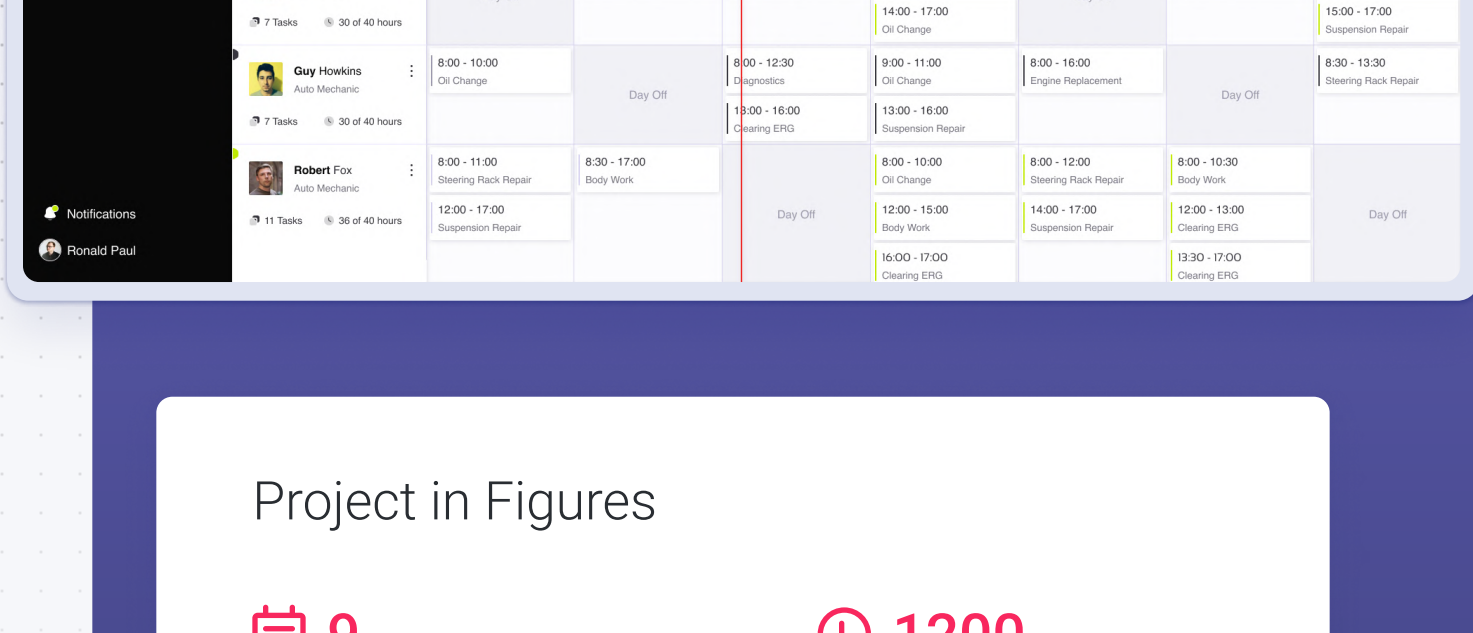 14:00 - 17:00
15:00 - 17:00
7 Tasks 30 of 40 hours
Oil Change
Suspension Repair
Guy Howkins
Auto Mechanic
7 Tasks 30 of 40 hours
8:00 - 10:00
Oil Change
Day Off
8:00 - 12:30
Diagnostics
13:00 - 16:00
Clearing ERG
9:00 - 11:00
Oil Change
13:00 - 16:00
Suspension Repair
8:00 - 16:00
Engine Replacement
Day Off
8:30 - 13:30
Steering Rack Repair
Robert Fox
Auto Mechanic
11 Tasks 36 of 40 hours
8:00 - 11:00
Steering Rack Repair
12:00 - 17:00
Suspension Repair
8:30 - 17:00
Body Work
Day Off
8:00 - 10:00
Oil Change
12:00 - 15:00
Body Work
16:00 - 17:00
Clearing ERG
8:00 - 12:00
Steering Rack Repair
14:00 - 17:00
Suspension Repair
8:00 - 10:30
Body Work
12:00 - 13:00
Clearing ERG
13:30 - 17:00
Clearing ERG
Day Off
Notifications
Ronald Paul
Project in Figures
1200